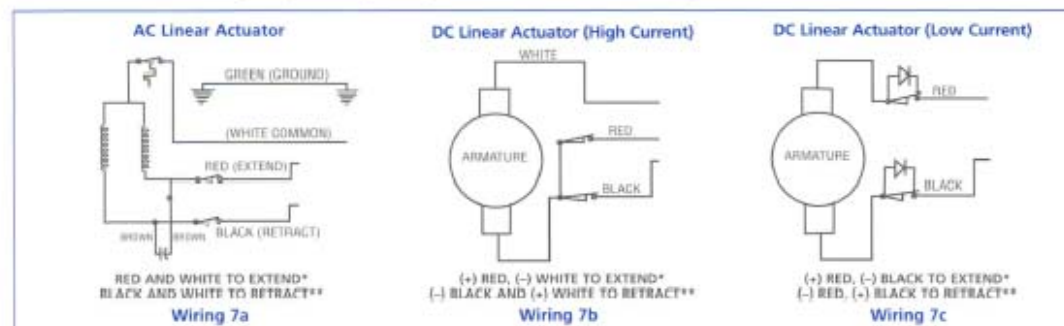 AC Linear Actuator
GREEN (GROUND)
(WHITE COMMON)
RED (EXTEND)
BLACK (RETRACT)
BROWN BROWN
RED AND WHITE TO EXTEND*
BLACK AND WHITE TO RETRACT**
Wiring 7a
DC Linear Actuator (High Current)
WHITE
ARMATURE
RED
BLACK
(+) RED, (–) WHITE TO EXTEND*
(–) BLACK AND (+) WHITE TO RETRACT**
Wiring 7b
DC Linear Actuator (Low Current)
RED
ARMATURE
BLACK
(+) RED, (–) BLACK TO EXTEND*
(–) RED, (+) BLACK TO RETRACT**
Wiring 7c